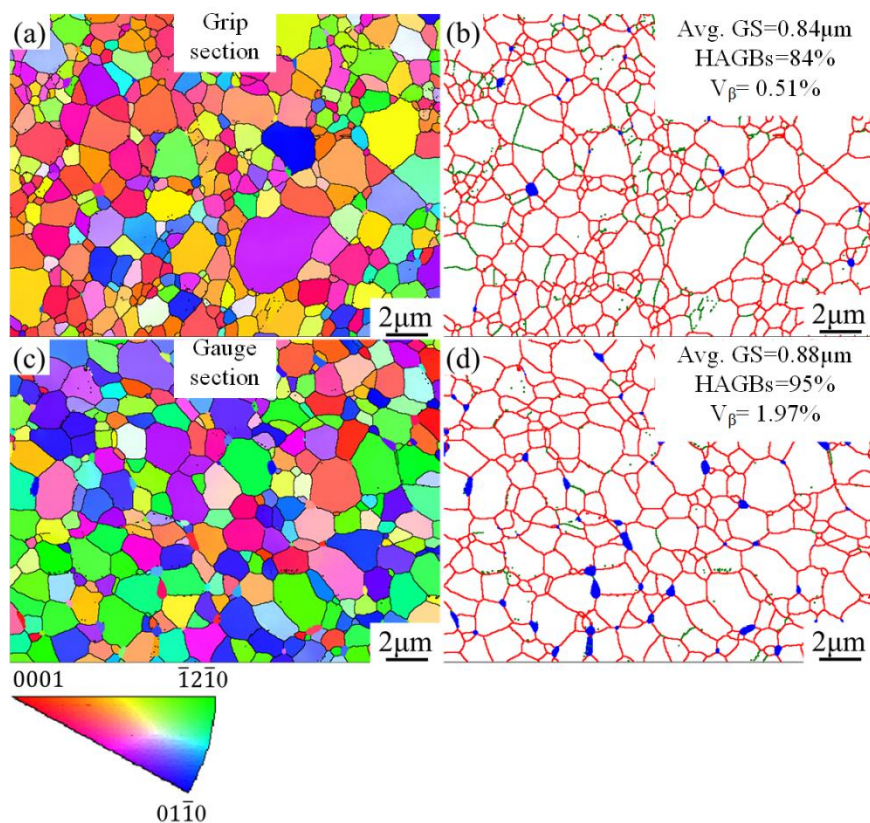 (a)
Grip
section
2μm
(b)
Avg. GS=0.84μm
HAGBs=84%
Vᵦ= 0.51%
2μm
(c)
Gauge
section
2μm
(d)
Avg. GS=0.88μm
HAGBs=95%
Vᵦ= 1.97%
2μm
0001 1̅21̅0
011̅0